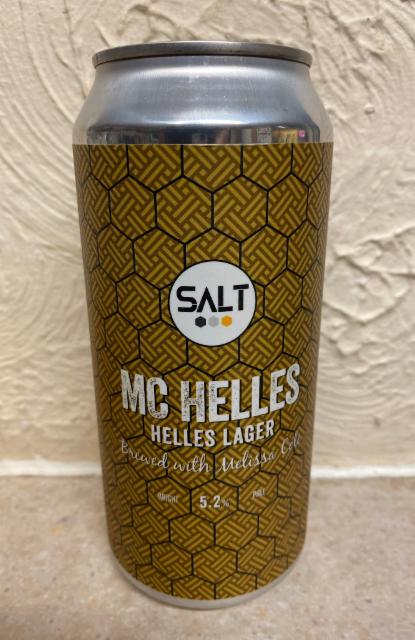 SALT
MC HELLES
HELLES LAGER
Brewed with Melissa Cole
BRIGHT 5.2% PALE